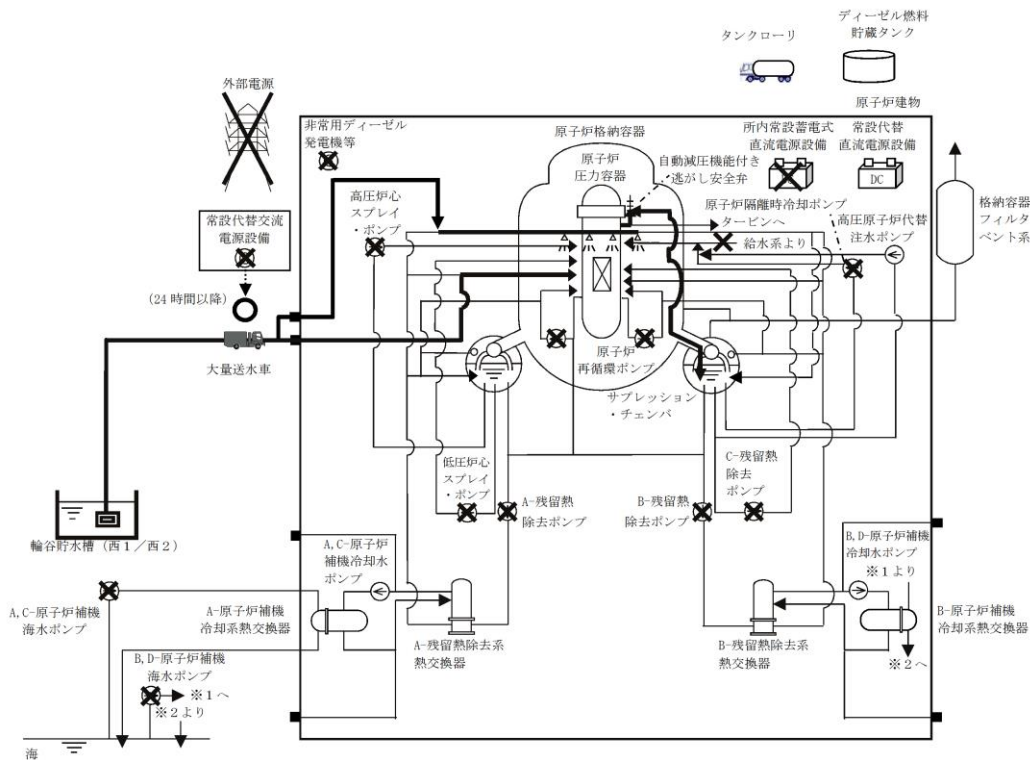 タンクローリ
ディーゼル燃料
貯蔵タンク
外部電源
原子炉建物
非常用ディーゼル
発電機等
原子炉格納容器
所内常設蓄電式
直流電源設備
常設代替
直流電源設備
DC
原子炉
圧力容器
自動減圧機能付き
逃がし安全弁
高圧炉心
スプレイ
・ポンプ
原子炉隔離時冷却ポンプ
タービンへ
高圧原子炉代替
注水ポンプ
給水系より
格納容器
フィルタ
ベント系
常設代替交流
電源設備
(24時間以降)
大量送水車
原子炉
再循環ポンプ
サプレッション
・チェンバ
低圧炉心
スプレイ
・ポンプ
A-残留熱
除去ポンプ
B-残留熱
除去ポンプ
C-残留熱
除去
ポンプ
輪谷貯水槽(西1/西2)
A,C-原子炉
補機冷却水
ポンプ
B,D-原子炉補機
冷却水ポンプ
※1より
A,C-原子炉補機
海水ポンプ
A-原子炉補機
冷却系熱交換器
B-原子炉補機
冷却系熱交換器
A-残留熱除去系
熱交換器
B-残留熱除去系
熱交換器
※2へ
B,D-原子炉補機
海水ポンプ
※1へ
※2より
海